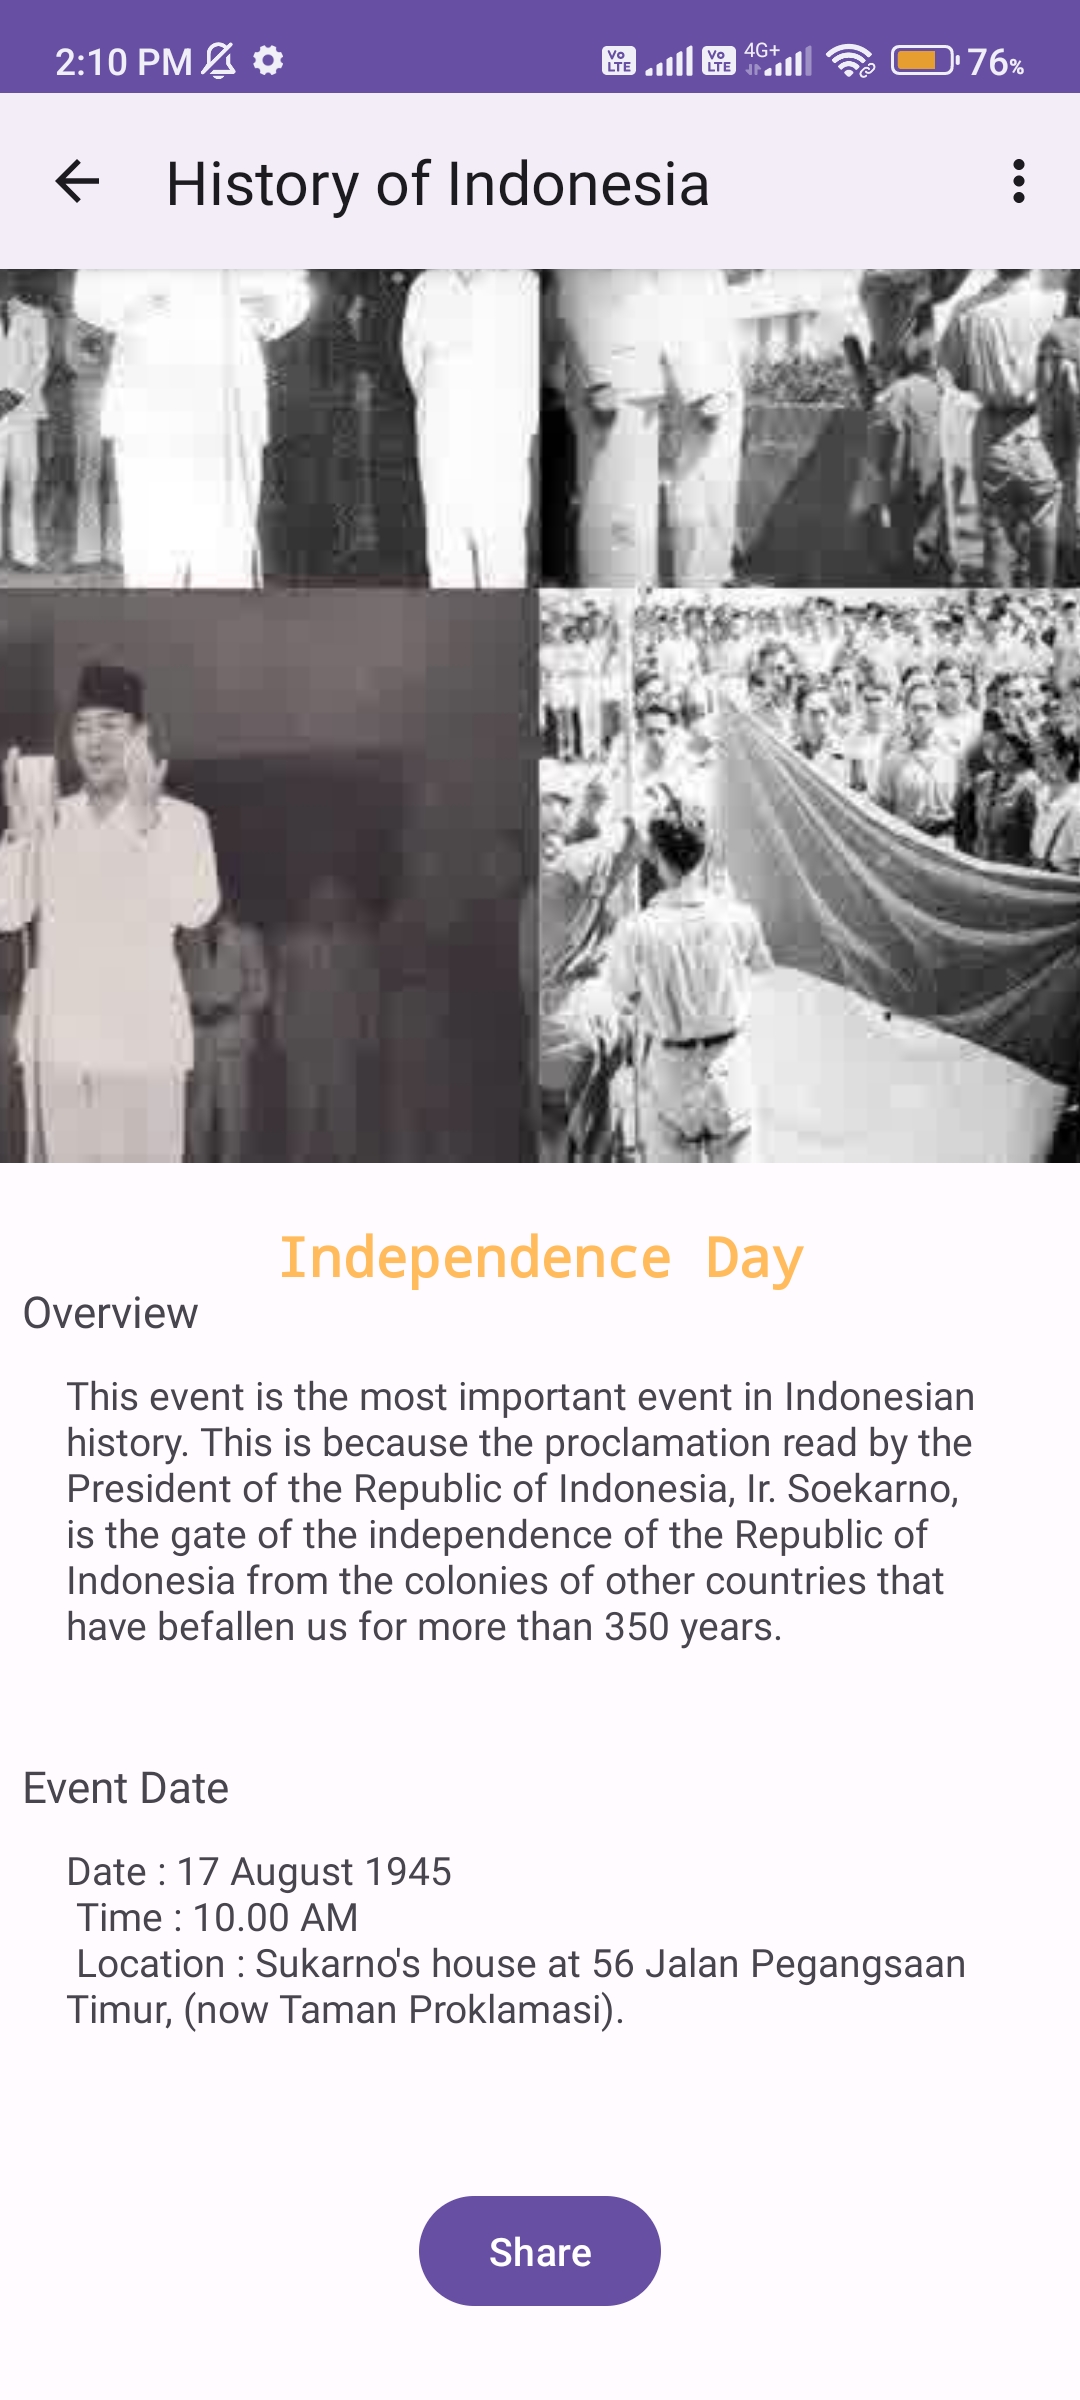 2:10 PM
Vo LTE Vo LTE 4G+ 76%
History of Indonesia
Independence Day
Overview
This event is the most important event in Indonesian
history. This is because the proclamation read by the
President of the Republic of Indonesia, Ir. Soekarno,
is the gate of the independence of the Republic of
Indonesia from the colonies of other countries that
have befallen us for more than 350 years.
Event Date
Date : 17 August 1945
Time : 10.00 AM
Location : Sukarno's house at 56 Jalan Pegangsaan
Timur, (now Taman Proklamasi).
Share